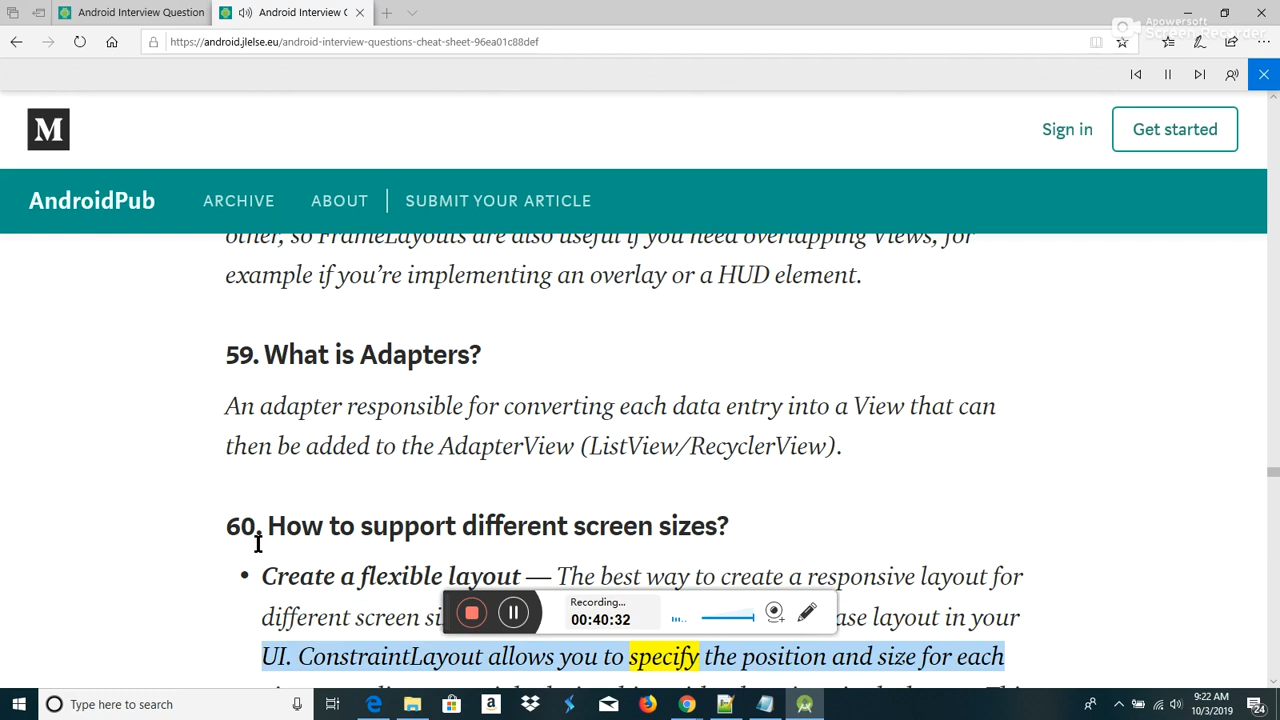 Android Interview Question
Android Interview C
Apowersoft
Screen Recorder
https://android.jlelse.eu/android-interview-questions-cheat-sheet-96ea01c88def
M
Sign in
Get started
AndroidPub
ARCHIVE
ABOUT
SUBMIT YOUR ARTICLE
other, so FrameLayouts are also useful if you need overlapping Views, for
example if you're implementing an overlay or a HUD element.
59. What is Adapters?
An adapter responsible for converting each data entry into a View that can
then be added to the AdapterView (ListView/RecyclerView).
60. How to support different screen sizes?
• Create a flexible layout — The best way to create a responsive layout for
different screen si
ase layout in your
Recording...
00:40:32
UI. ConstraintLayout allows you to specify the position and size for each
Type here to search
9:22 AM
10/3/2019
24